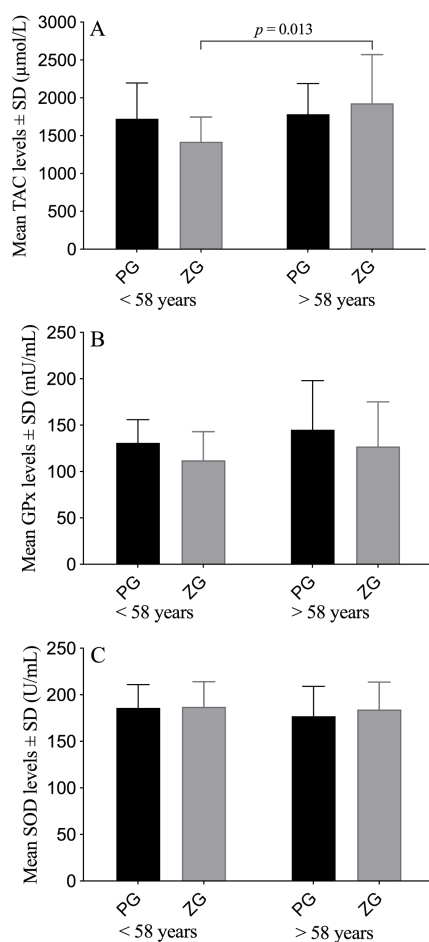 A
p = 0.013
Mean TAC levels ± SD (µmol/L)
3000
2500
2000
1500
1000
500
0
PG
ZG
PG
ZG
< 58 years
> 58 years
B
Mean GPx levels ± SD (mU/mL)
250
200
150
100
50
0
PG
ZG
PG
ZG
< 58 years
> 58 years
C
Mean SOD levels ± SD (U/mL)
250
200
150
100
50
0
PG
ZG
PG
ZG
< 58 years
> 58 years